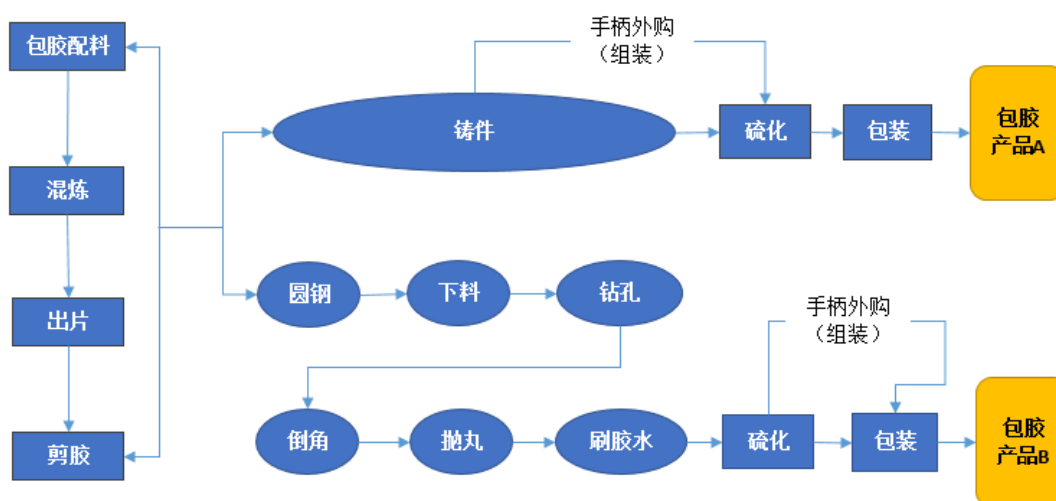 包胶配料
混炼
出片
剪胶
手柄外购
（组装）
铸件
硫化
包装
包胶
产品A
圆钢
下料
钻孔
手柄外购
（组装）
倒角
抛丸
刷胶水
硫化
包装
包胶
产品B